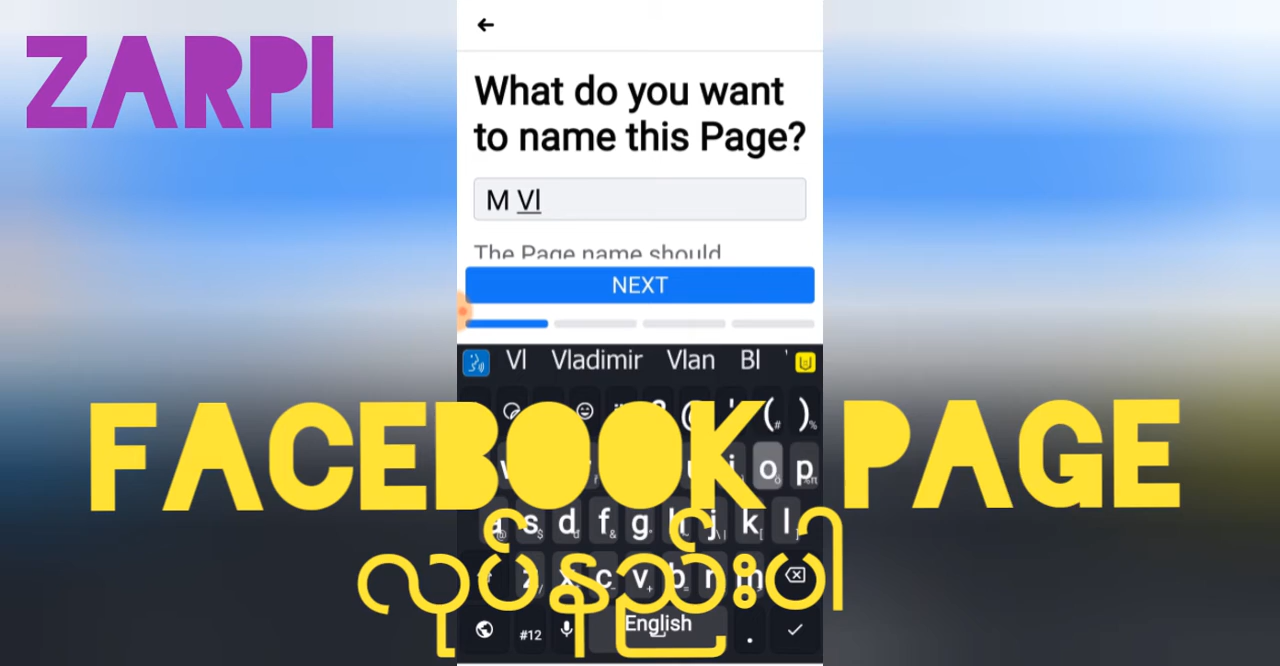 ZARPI
What do you want
to name this Page?
M Vl
The Page name should
NEXT
Vl Vladimir Vlan Bl
FACEBOOK PAGE
o p
a s d f g h j k l
လုပ်နည်းပါ
z x c v b n m
#12 English .